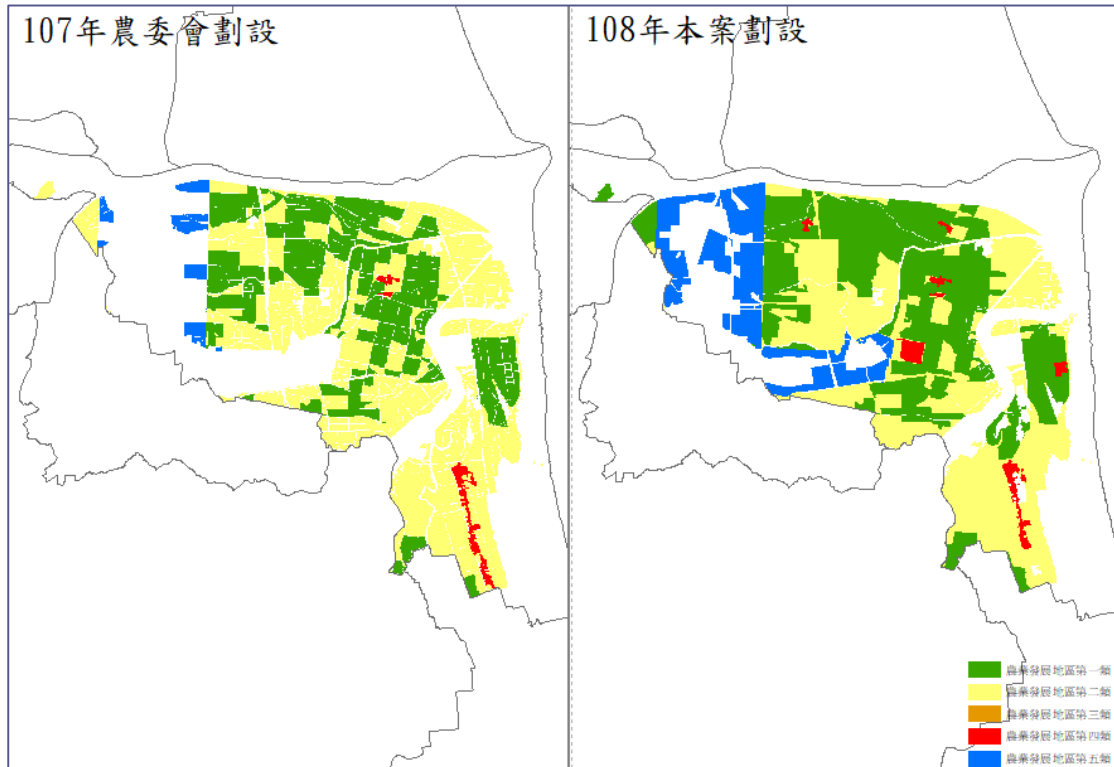 107年農委會劃設
108年本案劃設
農業發展地區第一類
農業發展地區第二類
農業發展地區第三類
農業發展地區第四類
農業發展地區第五類